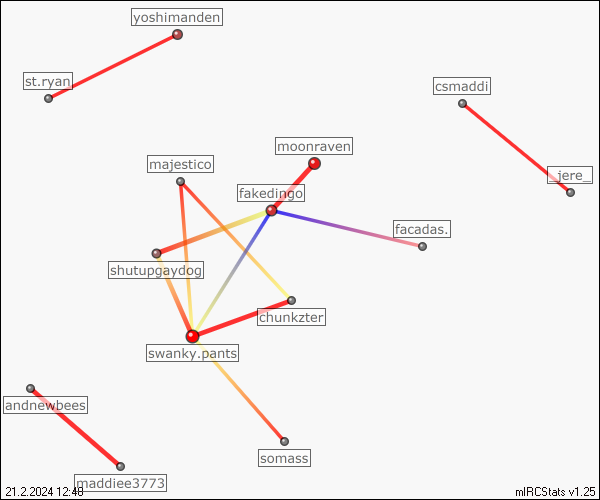 yoshimanden
st.ryan
csmaddi
moonraven
majestico
_jere_
fakedingo
facadas.
shutupgaydog
chunkzter
swanky.pants
andnewbees
somass
maddiee3773
21.2.2024 12:48
mIRCStats v1.25